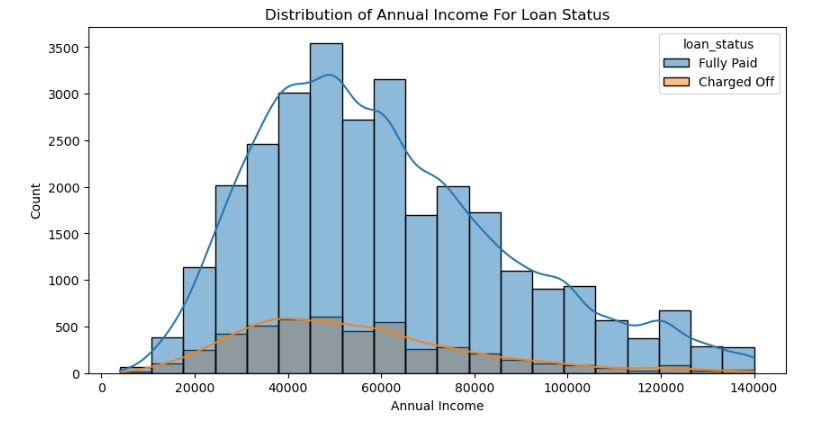 Distribution of Annual Income For Loan Status
loan_status
Fully Paid
Charged Off
Count
3500
3000
2500
2000
1500
1000
500
0
0 20000 40000 60000 80000 100000 120000 140000
Annual Income